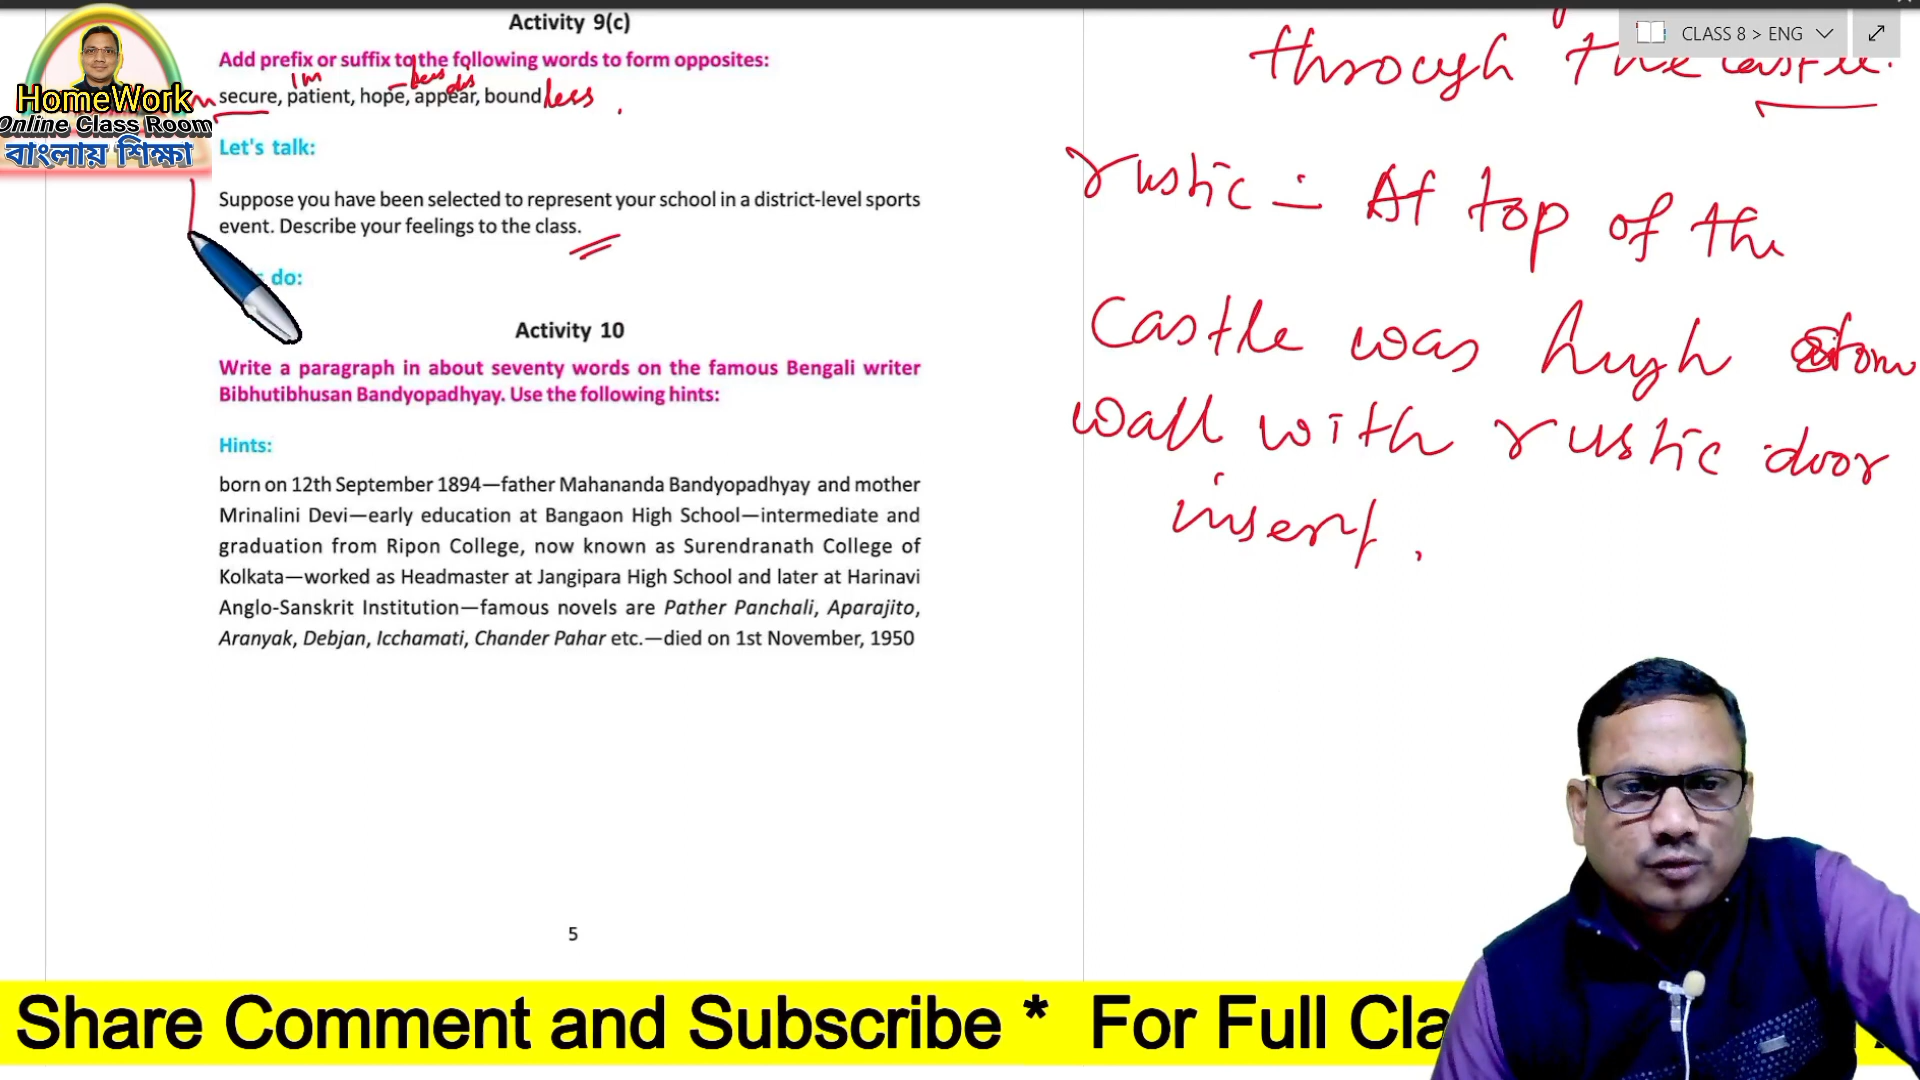 Activity 9(c)
Add prefix or suffix to the following words to form opposites:
im less dis
secure, patient, hope, appear, bound less
Let's talk:
Suppose you have been selected to represent your school in a district-level sports
event. Describe your feelings to the class.
do:
Activity 10
Write a paragraph in about seventy words on the famous Bengali writer
Bibhutibhusan Bandyopadhyay. Use the following hints:
Hints:
born on 12th September 1894—father Mahananda Bandyopadhyay and mother
Mrinalini Devi—early education at Bangaon High School—intermediate and
graduation from Ripon College, now known as Surendranath College of
Kolkata—worked as Headmaster at Jangipara High School and later at Harinavi
Anglo-Sanskrit Institution—famous novels are Pather Panchali, Aparajito,
Aranyak, Debjan, Icchamati, Chander Pahar etc.—died on 1st November, 1950
5
HomeWork
Online Class Room
বাংলায় শিক্ষা
CLASS 8 > ENG
through the castle.
rustic - At top of the
Castle was high
wall with rustic door
insert.
Share Comment and Subscribe * For Full Cla